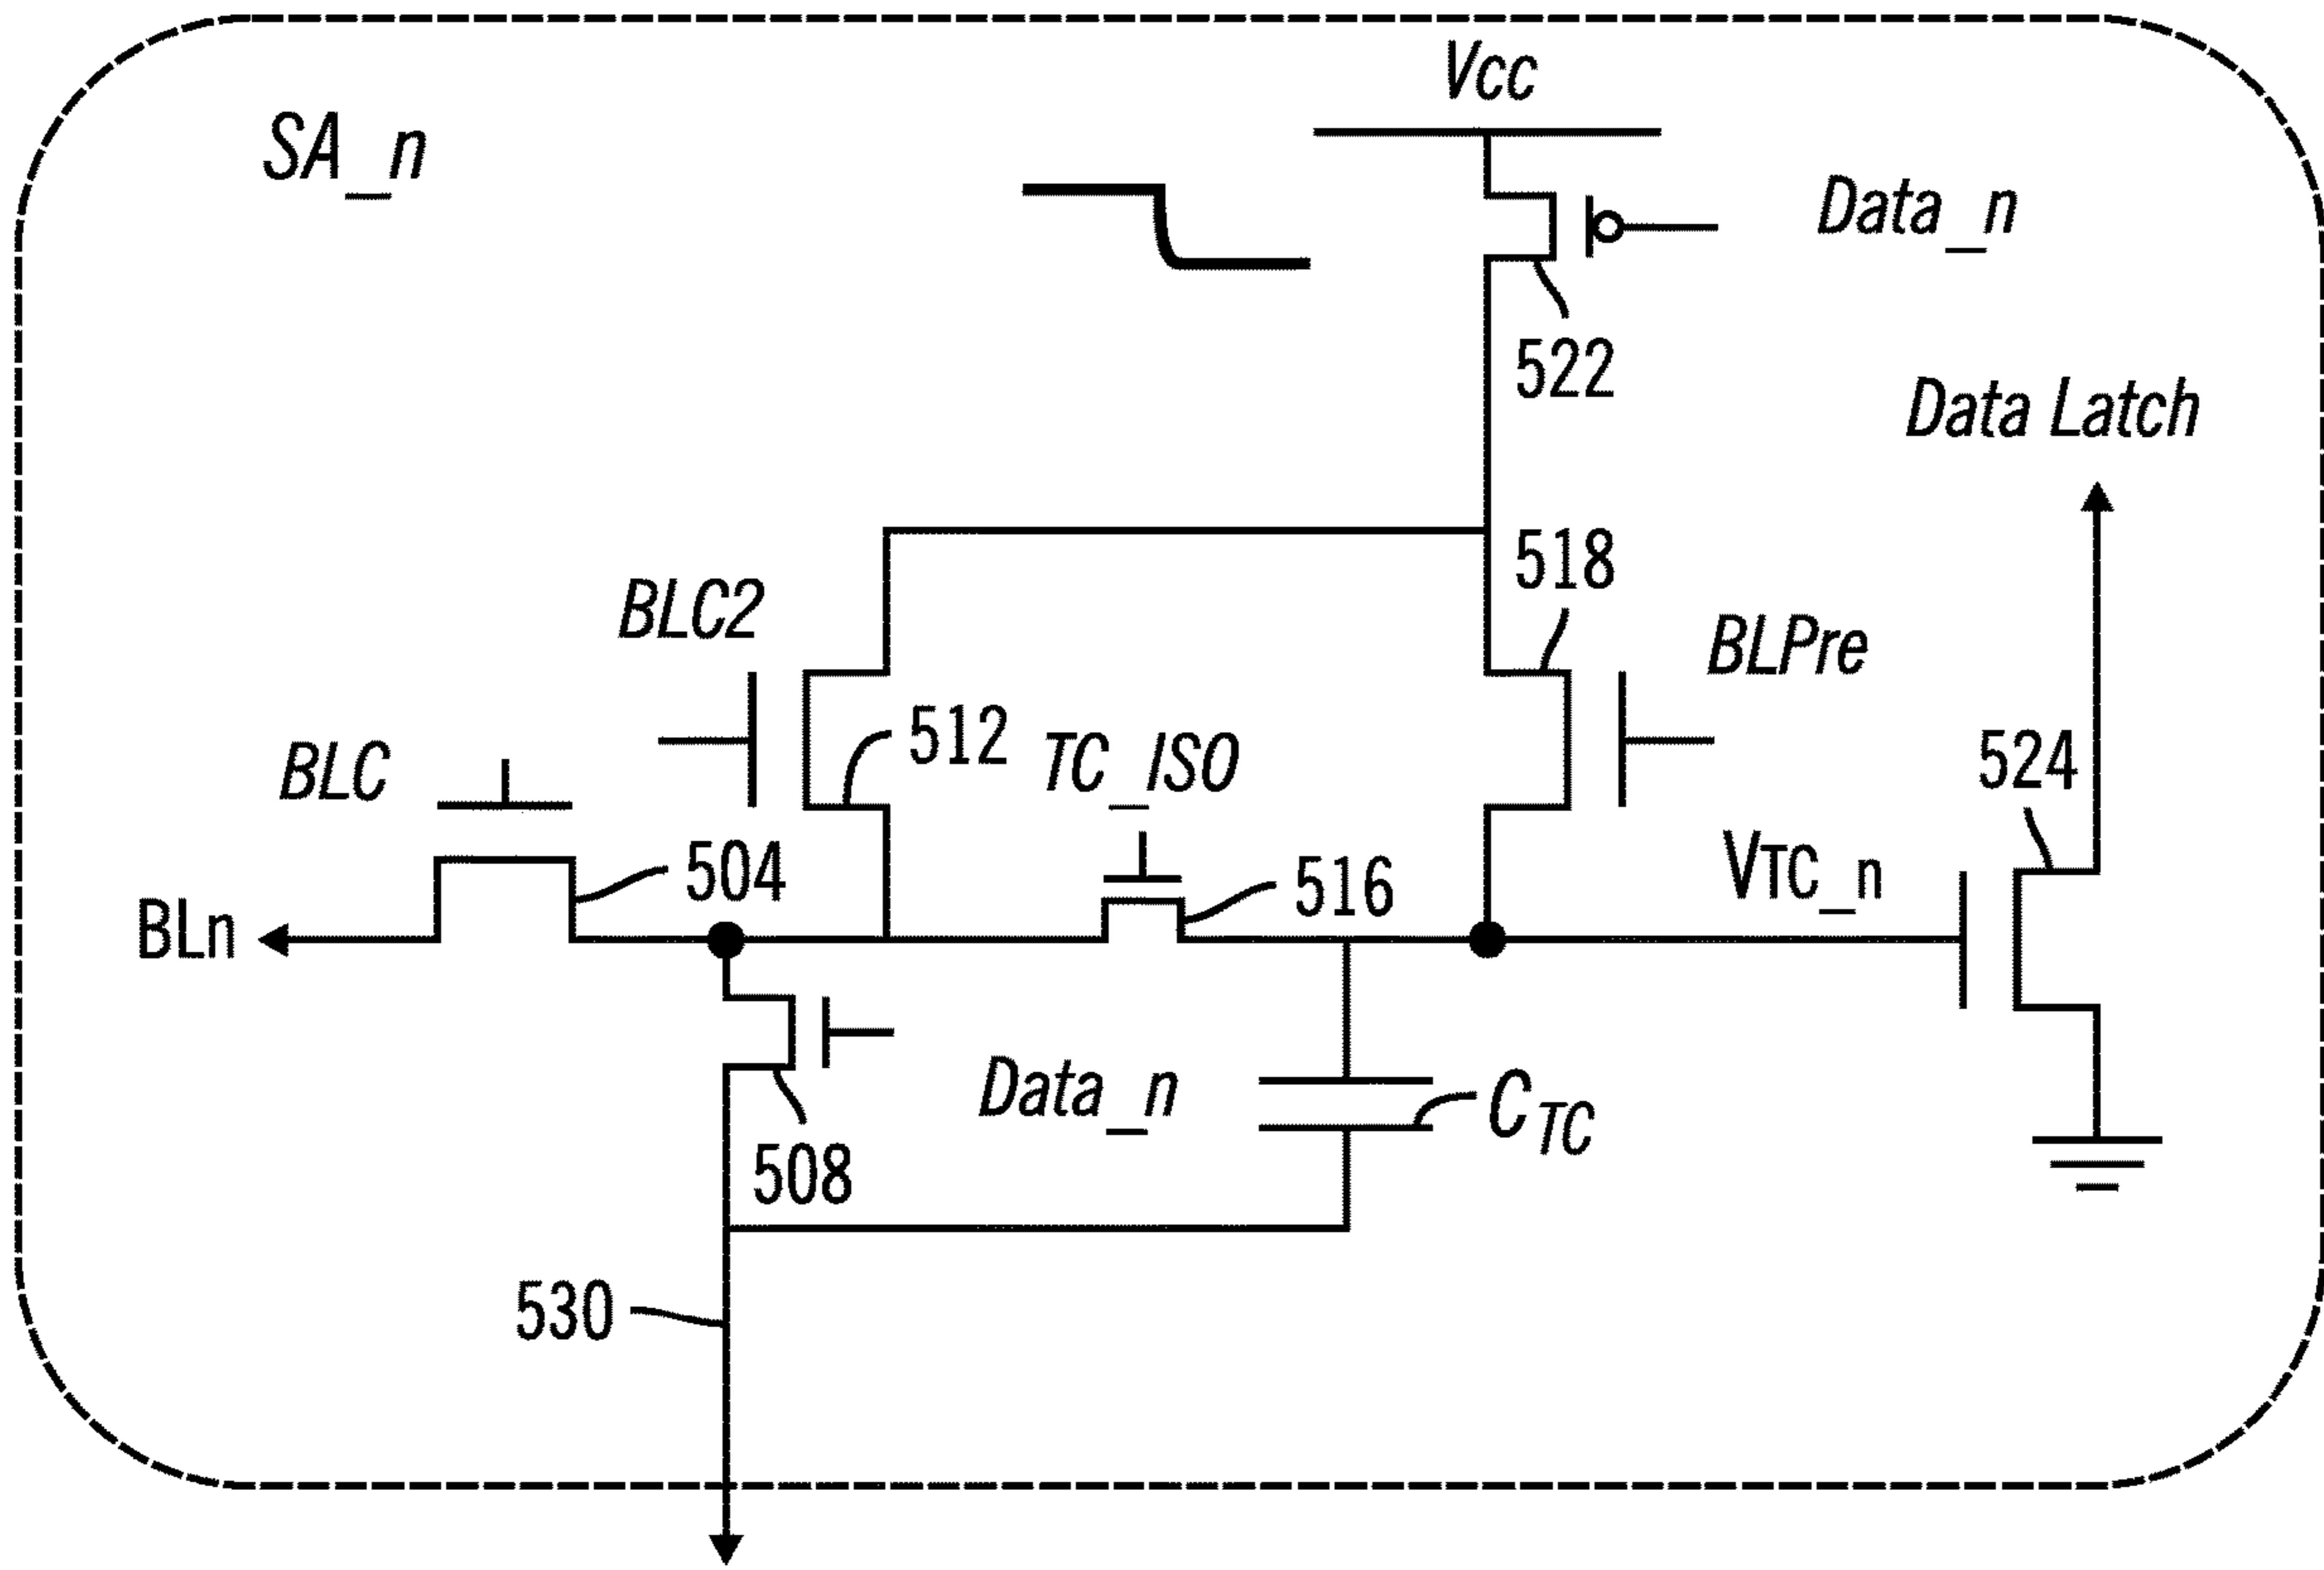 Vcc
SA_n
Data_n
522
Data Latch
518
BLC2
BLPre
512
TC_ISO
524
BLC
504
516
VTC_n
BLn
Data_n
CTC
508
530